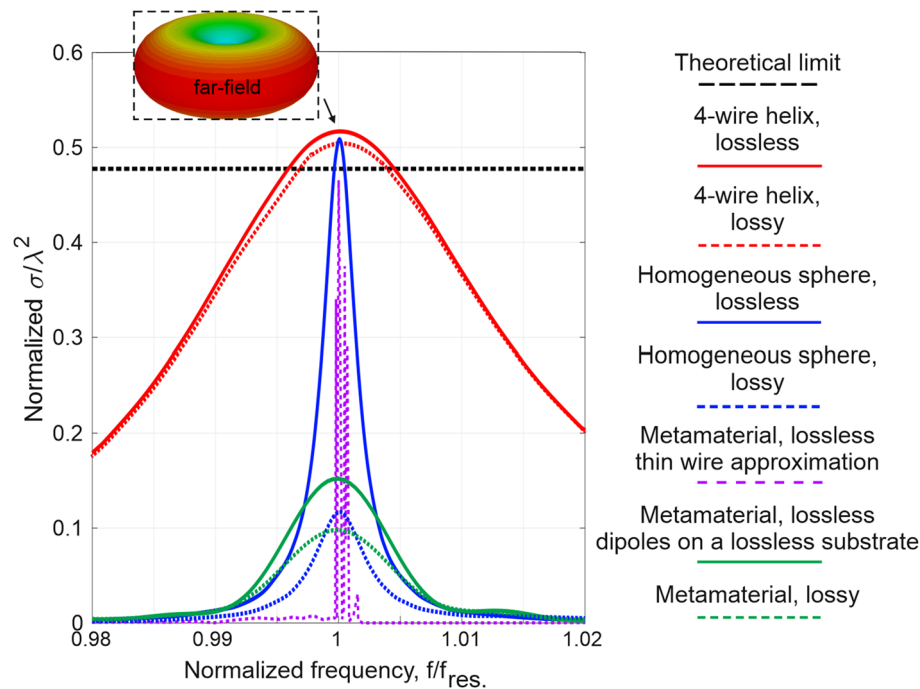 far-field
0.6
0.5
0.4
0.3
0.2
0.1
0
Normalized σ/λ²
0.98
0.99
1
1.01
1.02
Normalized frequency, f/f_res.
Theoretical limit
4-wire helix,
lossless
4-wire helix,
lossy
Homogeneous sphere,
lossless
Homogeneous sphere,
lossy
Metamaterial, lossless
thin wire approximation
Metamaterial, lossless
dipoles on a lossless substrate
Metamaterial, lossy